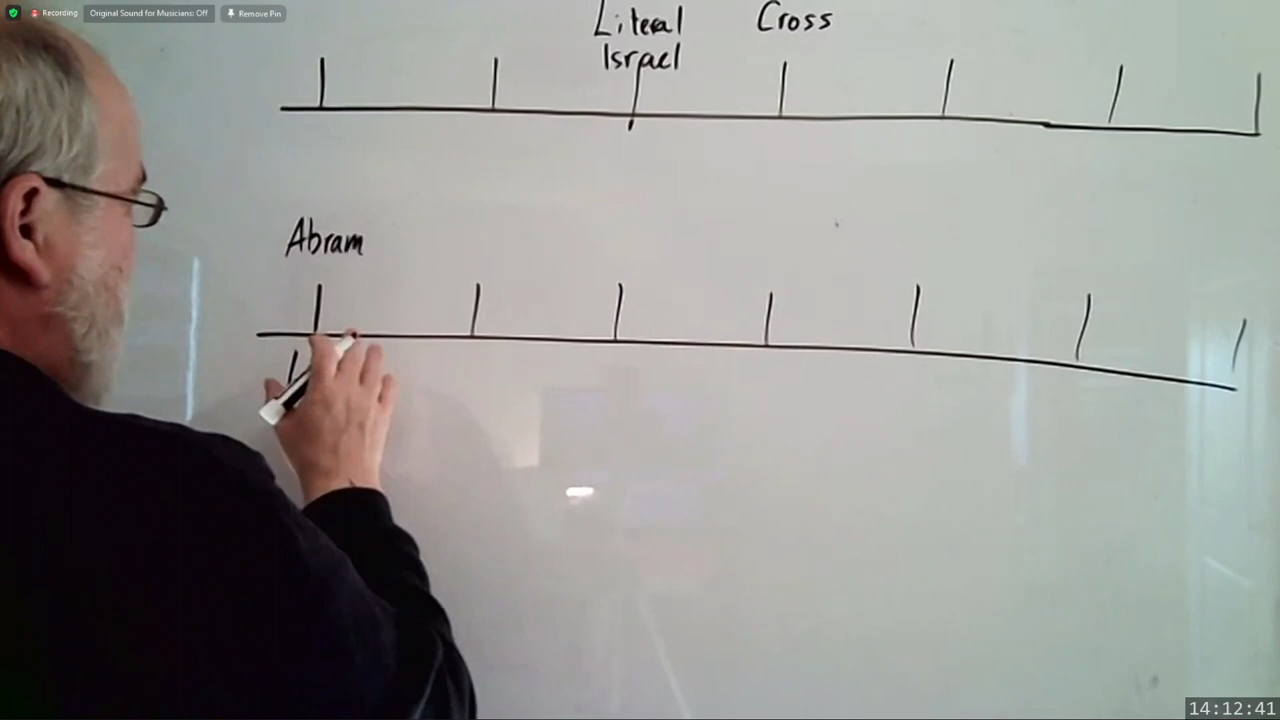 Recording
Original Sound for Musicians: Off
Remove Pin
Literal
Israel
Cross
Abram
14:12:41